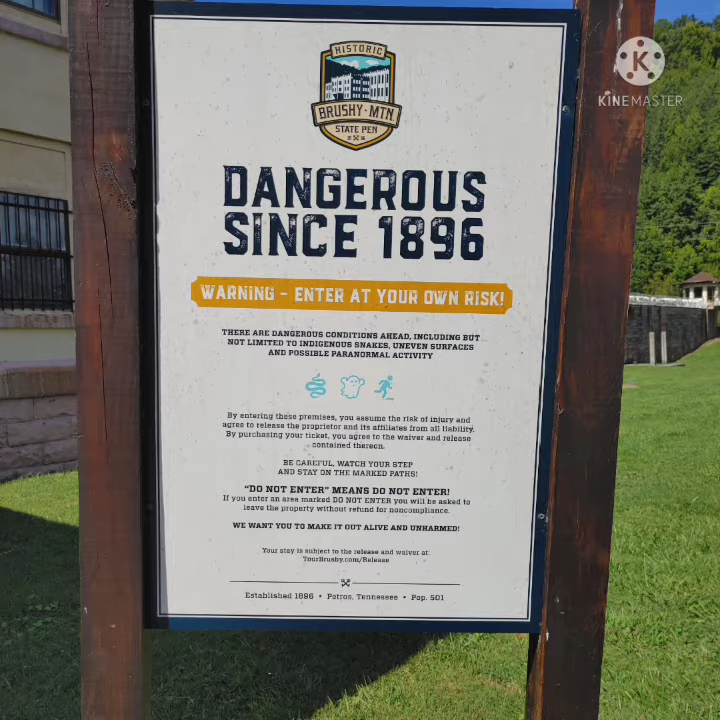 HISTORIC
BRUSHY · MTN.
STATE PEN
KINEMASTER
DANGEROUS
SINCE 1896
WARNING - ENTER AT YOUR OWN RISK!
THERE ARE DANGEROUS CONDITIONS AHEAD, INCLUDING BUT
NOT LIMITED TO INDIGENOUS SNAKES, UNEVEN SURFACES
AND POSSIBLE PARANORMAL ACTIVITY
By entering these premises, you assume the risk of injury and
agree to release the proprietor and its affiliates from all liability.
By purchasing your ticket, you agree to the waiver and release
contained thereon.
BE CAREFUL, WATCH YOUR STEP
AND STAY ON THE MARKED PATHS!
"DO NOT ENTER" MEANS DO NOT ENTER!
If you enter an area marked DO NOT ENTER you will be asked to
leave the property without refund for noncompliance.
WE WANT YOU TO MAKE IT OUT ALIVE AND UNHARMED!
Your stay is subject to the release and waiver at:
TourBrushy.com/Release
Established 1896 • Petros, Tennessee • Pop. 501